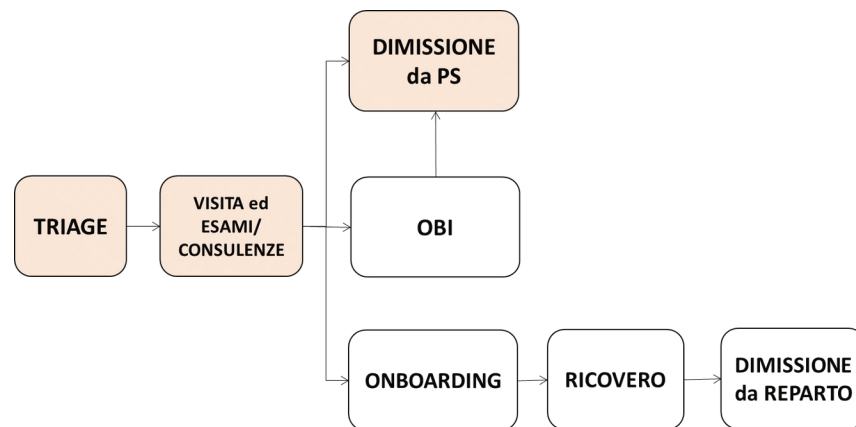 DIMISSIONE
da PS
TRIAGE
VISITA ed
ESAMI/
CONSULENZE
OBI
ONBOARDING
RICOVERO
DIMISSIONE
da REPARTO